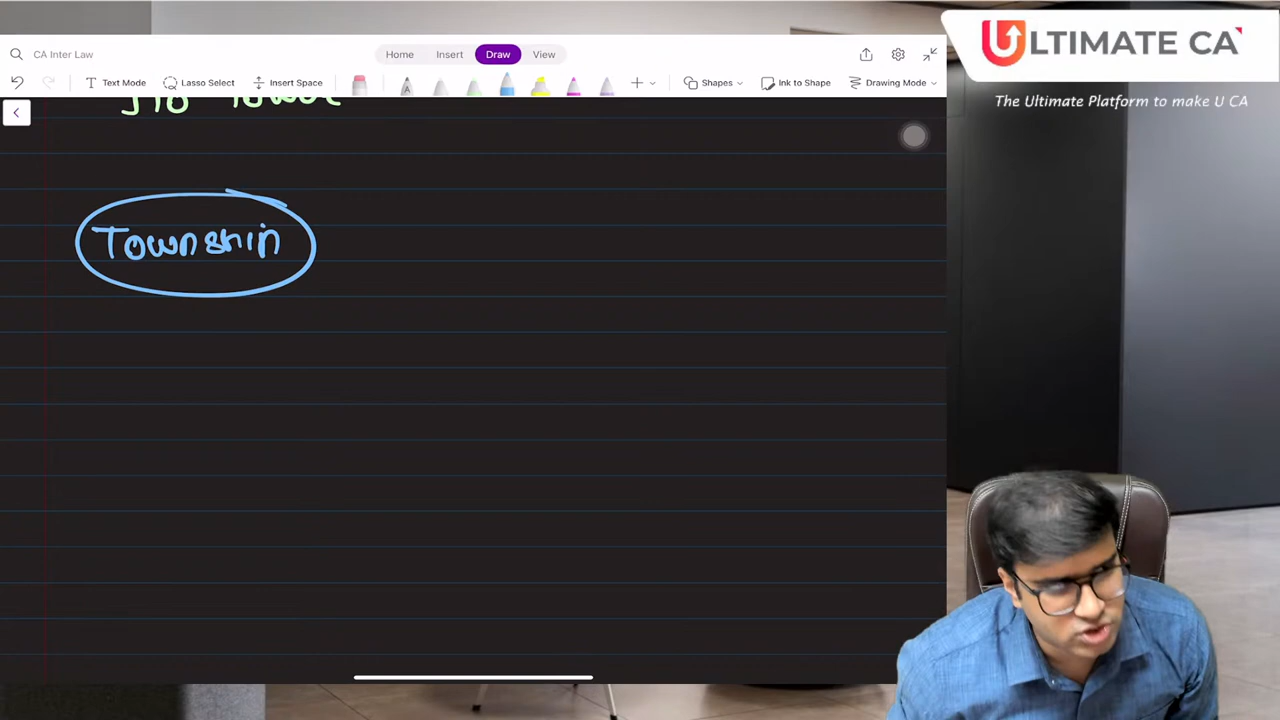 ULTIMATE CA
The Ultimate Platform to make U CA
CA Inter Law
Home Insert Draw View
Text Mode Lasso Select Insert Space Shapes Ink to Shape Drawing Mode
Township